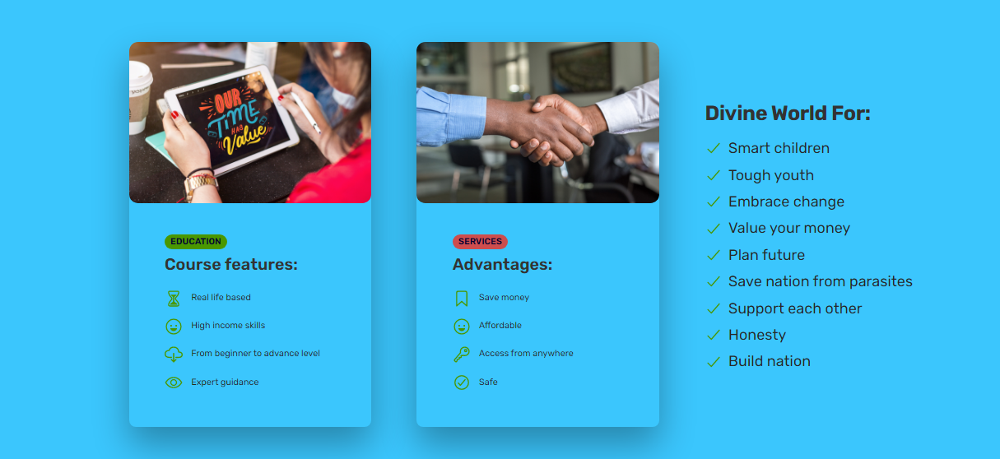 OUR
TIME
HAS
Value
EDUCATION
Course features:
Real life based
High income skills
From beginner to advance level
Expert guidance
SERVICES
Advantages:
Save money
Affordable
Access from anywhere
Safe
Divine World For:
Smart children
Tough youth
Embrace change
Value your money
Plan future
Save nation from parasites
Support each other
Honesty
Build nation